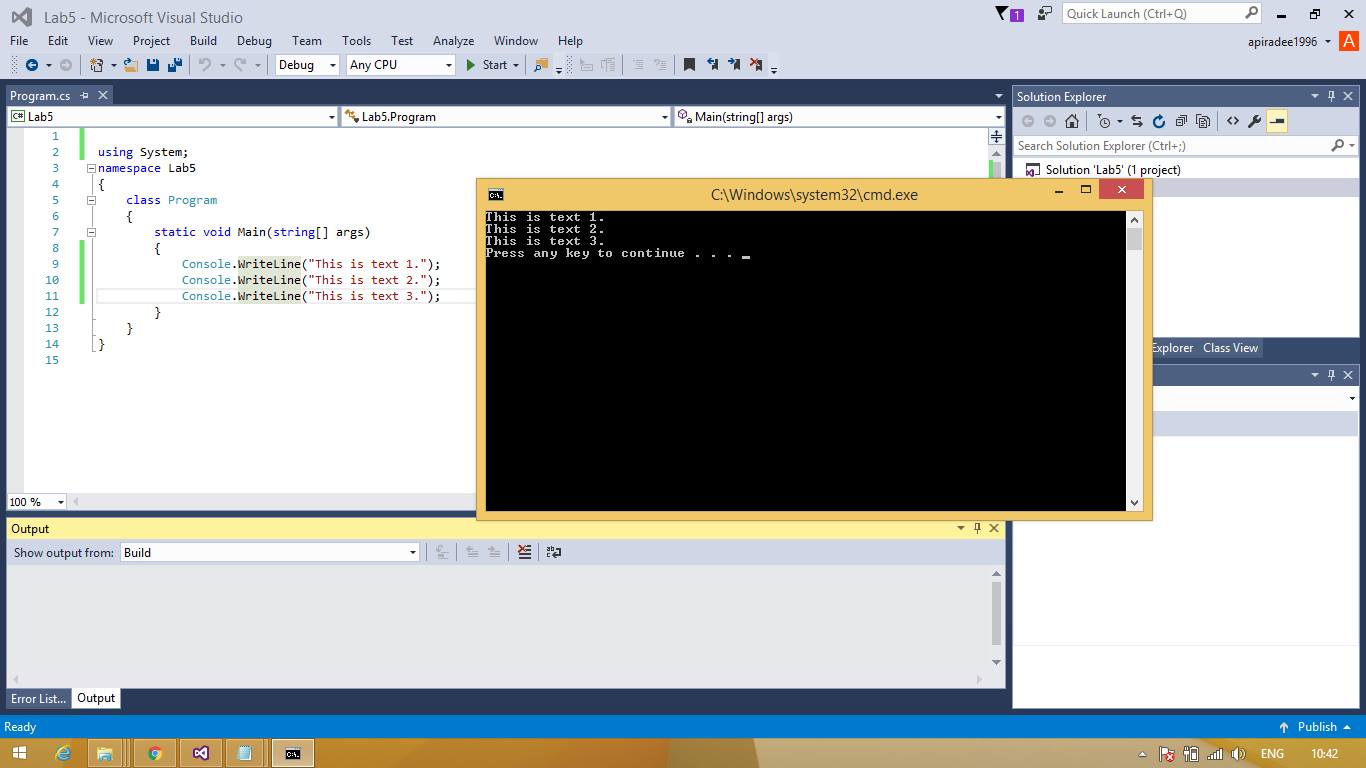 Lab5 - Microsoft Visual Studio
1
Quick Launch (Ctrl+Q)
File Edit View Project Build Debug Team Tools Test Analyze Window Help
apiradee1996 A
Debug Any CPU Start
Program.cs
C# Lab5 Lab5.Program Main(string[] args)
1
2 using System;
3 namespace Lab5
4 {
5 class Program
6 {
7 static void Main(string[] args)
8 {
9 Console.WriteLine("This is text 1.");
10 Console.WriteLine("This is text 2.");
11 Console.WriteLine("This is text 3.");
12 }
13 }
14 }
15
100 %
C:\Windows\system32\cmd.exe
This is text 1.
This is text 2.
This is text 3.
Press any key to continue . . .
Solution Explorer
Search Solution Explorer (Ctrl+;)
Solution 'Lab5' (1 project)
Explorer Class View
Output
Show output from: Build
Error List... Output
Ready
Publish
ENG 10:42